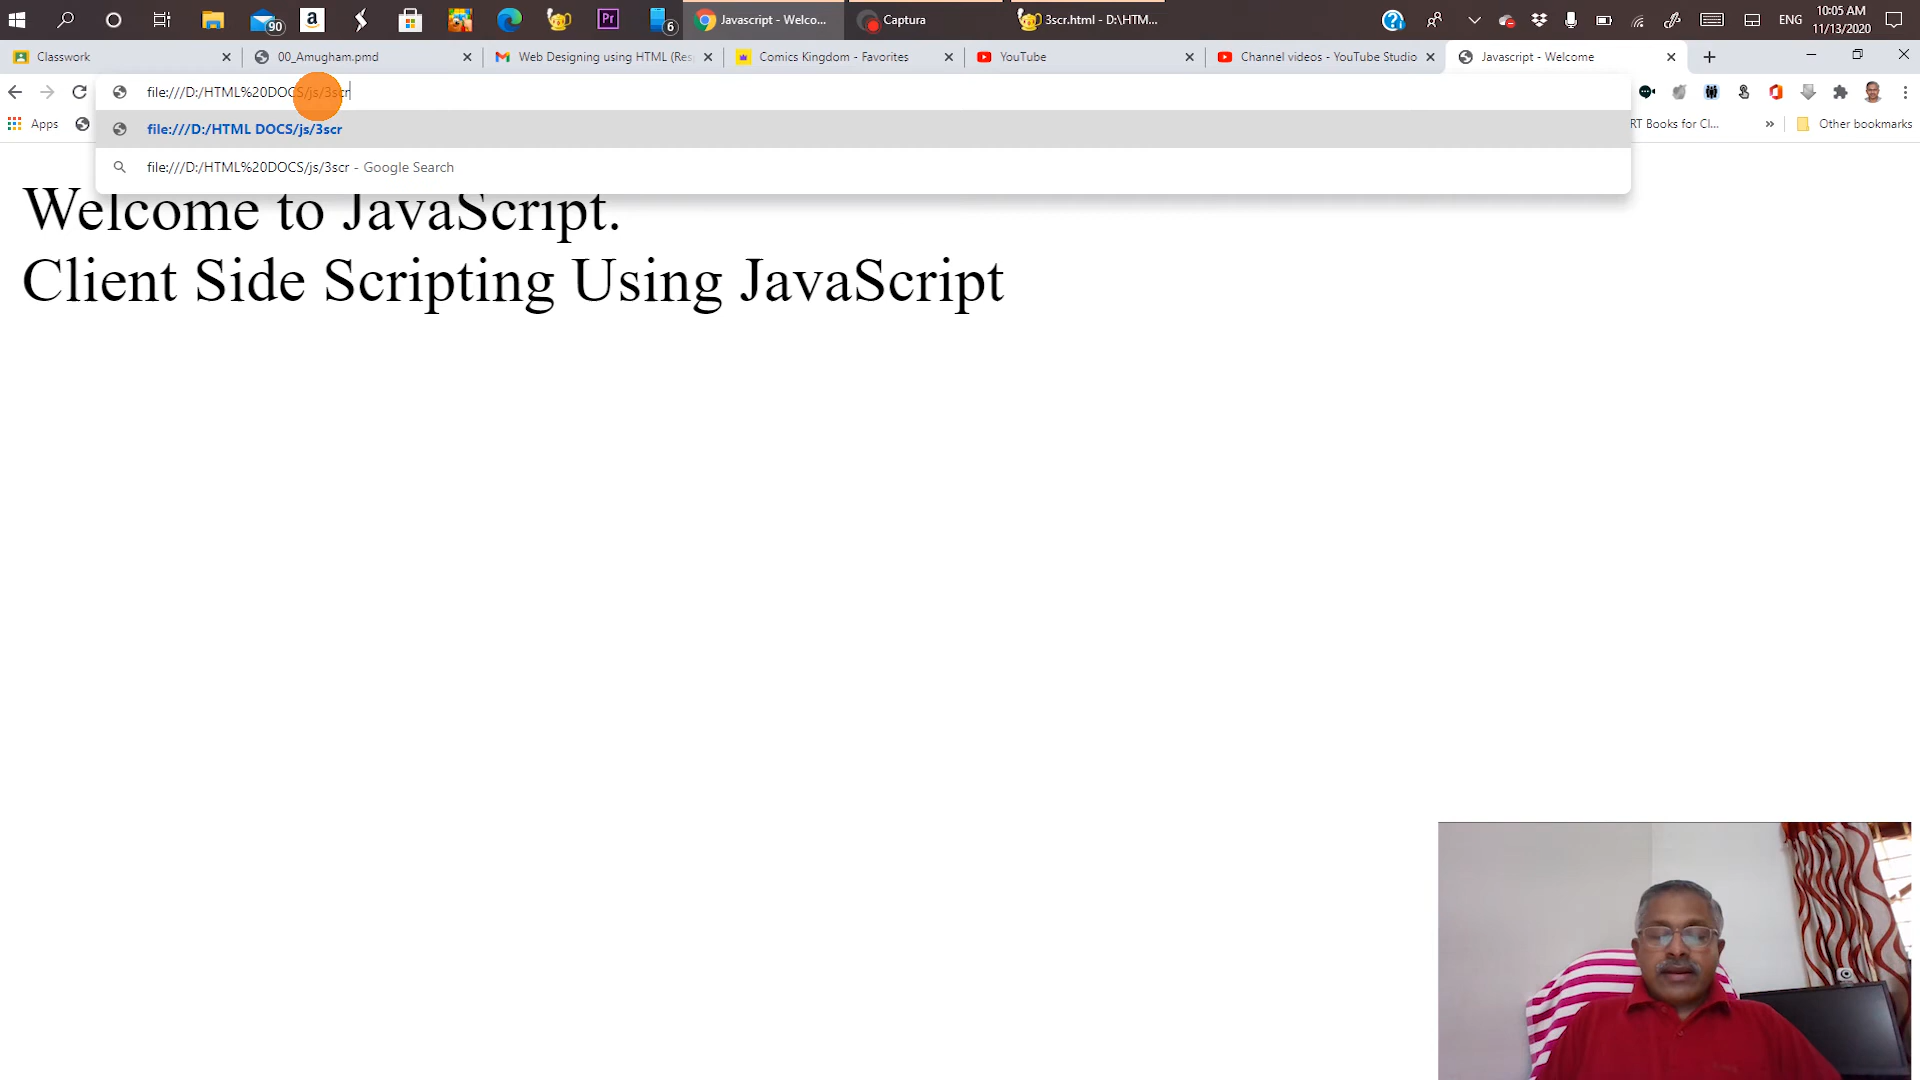 90
Pr
6
Javascript - Welco...
Captura
3scr.html - D:\HTM...
ENG
10:05 AM
11/13/2020
Classwork
00_Amugham.pmd
Web Designing using HTML (Res
Comics Kingdom - Favorites
YouTube
Channel videos - YouTube Studio
Javascript - Welcome
file:///D:/HTML%20DOCS/js/3scr
Apps
file:///D:/HTML DOCS/js/3scr
RT Books for Cl...
»
Other bookmarks
file:///D:/HTML%20DOCS/js/3scr - Google Search
Welcome to JavaScript.
Client Side Scripting Using JavaScript